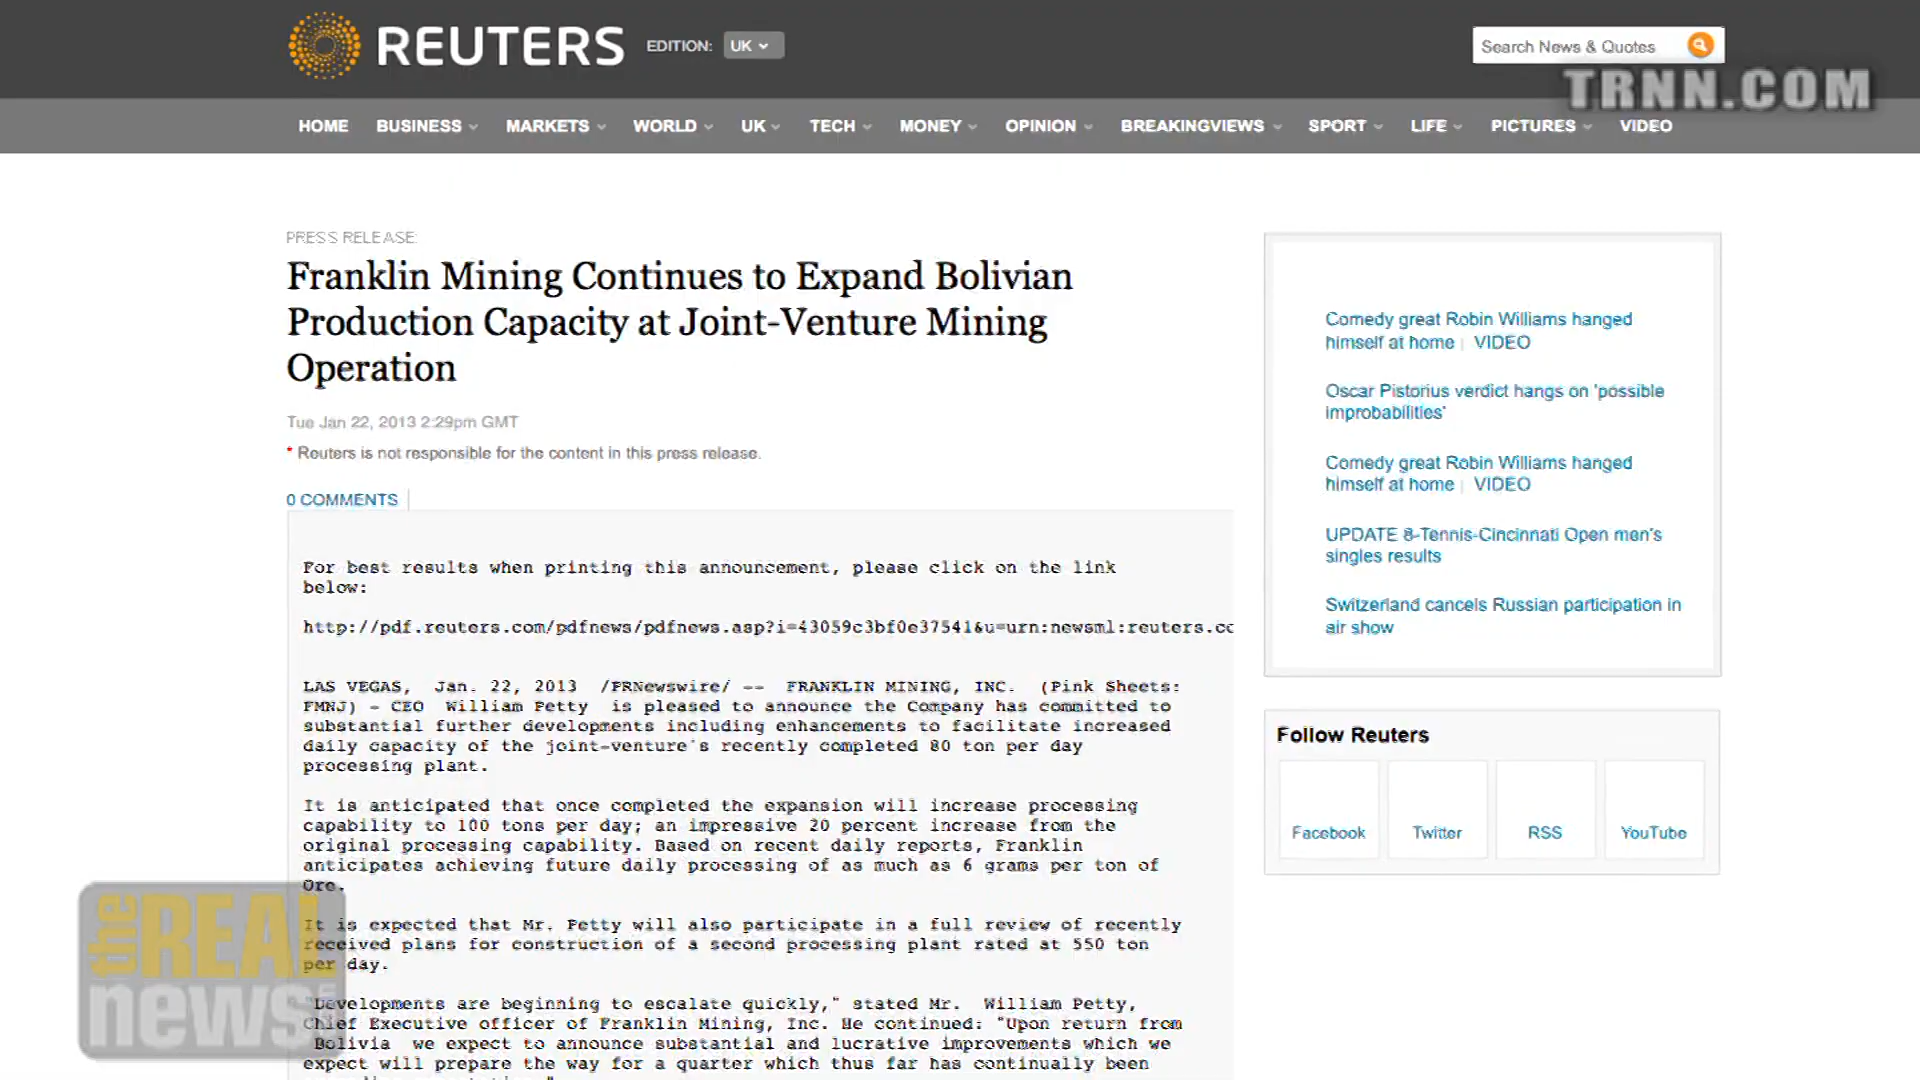 REUTERS EDITION: UK
Search News & Quotes
TRNN.COM
HOME BUSINESS MARKETS WORLD UK TECH MONEY OPINION BREAKINGVIEWS SPORT LIFE PICTURES VIDEO
PRESS RELEASE:
Franklin Mining Continues to Expand Bolivian
Production Capacity at Joint-Venture Mining
Operation
Tue Jan 22, 2013 2:29pm GMT
* Reuters is not responsible for the content in this press release.
0 COMMENTS
For best results when printing this announcement, please click on the link
below:
http://pdf.reuters.com/pdfnews/pdfnews.asp?i=43059c3bf0e37541&u=urn:newsml:reuters.co
LAS VEGAS, Jan. 22, 2013 /PRNewswire/ -- FRANKLIN MINING, INC. (Pink Sheets:
FMNJ) - CEO William Petty is pleased to announce the Company has committed to
substantial further developments including enhancements to facilitate increased
daily capacity of the joint-venture's recently completed 80 ton per day
processing plant.
It is anticipated that once completed the expansion will increase processing
capability to 100 tons per day; an impressive 20 percent increase from the
original processing capability. Based on recent daily reports, Franklin
anticipates achieving future daily processing of as much as 6 grams per ton of
Ore.
It is expected that Mr. Petty will also participate in a full review of recently
received plans for construction of a second processing plant rated at 550 ton
per day.
"Developments are beginning to escalate quickly," stated Mr. William Petty,
Chief Executive officer of Franklin Mining, Inc. He continued: "Upon return from
Bolivia we expect to announce substantial and lucrative improvements which we
expect will prepare the way for a quarter which thus far has continually been
Comedy great Robin Williams hanged
himself at home | VIDEO
Oscar Pistorius verdict hangs on 'possible
improbabilities'
Comedy great Robin Williams hanged
himself at home | VIDEO
UPDATE 8-Tennis-Cincinnati Open men's
singles results
Switzerland cancels Russian participation in
air show
Follow Reuters
Facebook Twitter RSS YouTube
the REAL
news